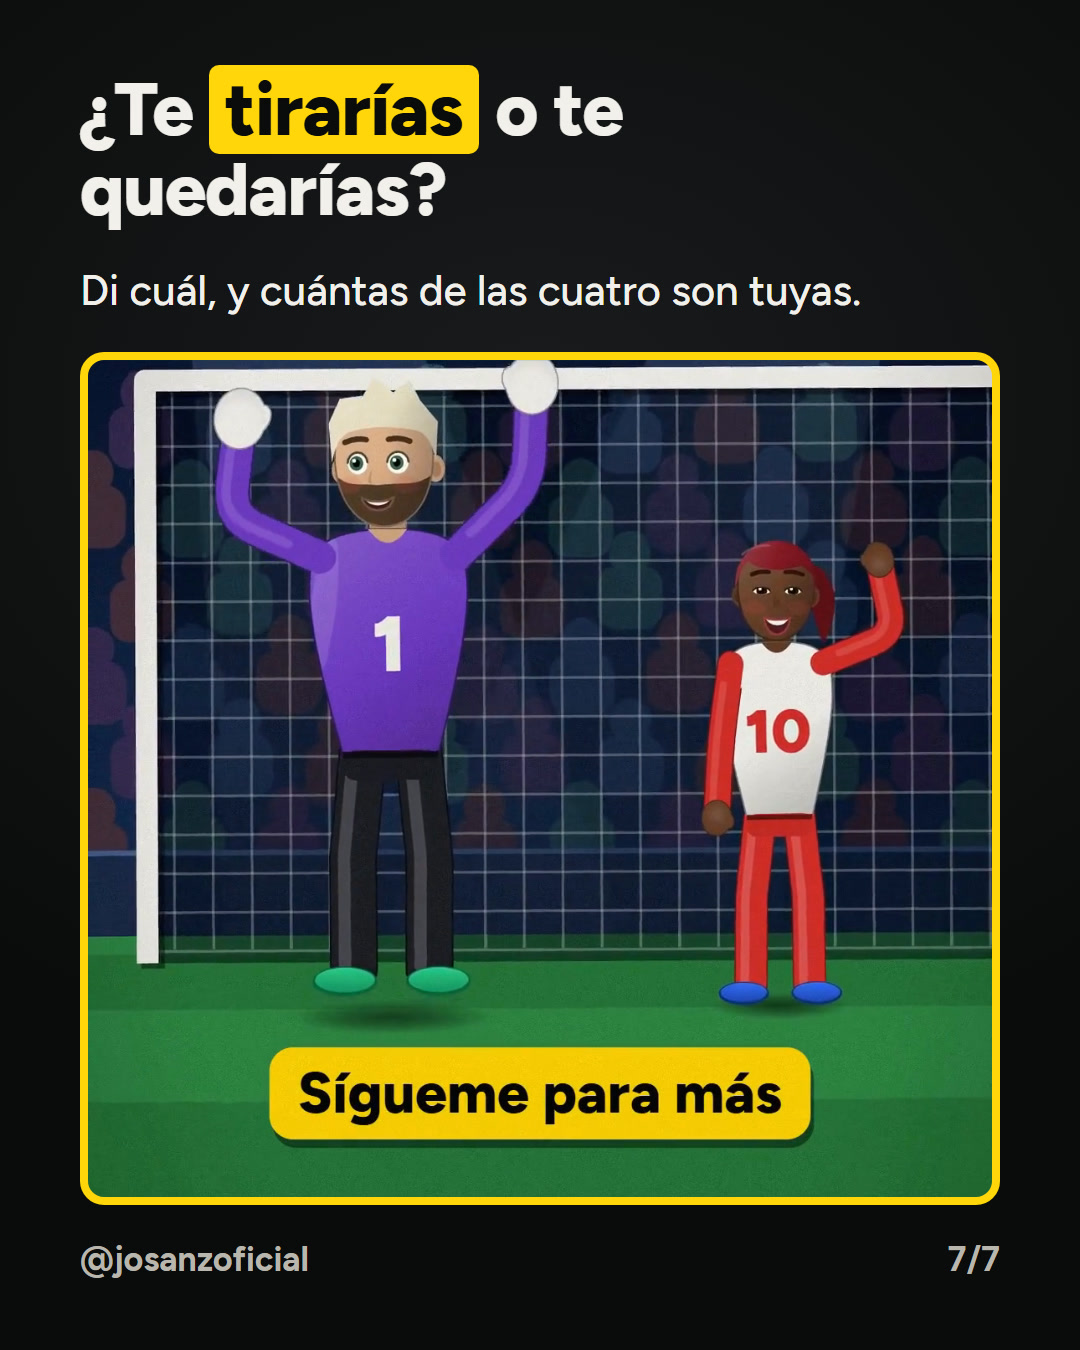 ¿Te tirarías o te
quedarías?
Di cuál, y cuántas de las cuatro son tuyas.
1
10
Sígueme para más
@josanzoficial
7/7